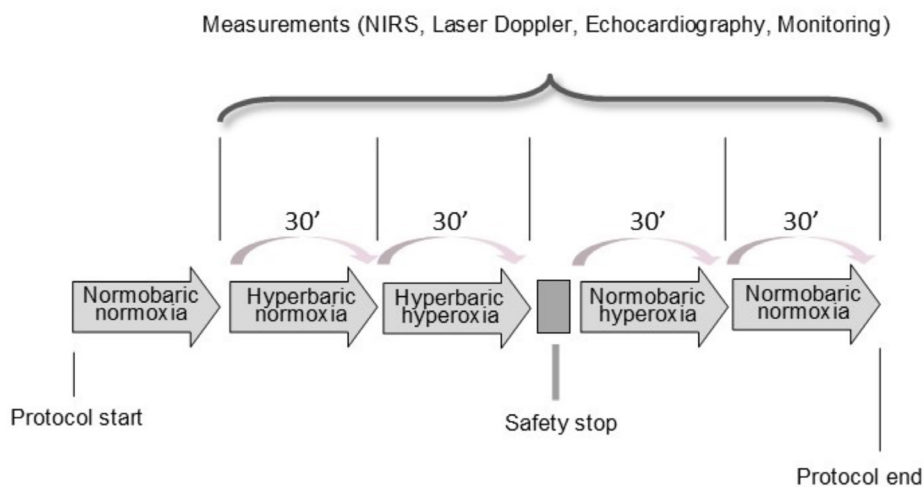 Measurements (NIRS, Laser Doppler, Echocardiography, Monitoring)
30’
30’
30’
30’
Normobaric
normoxia
Hyperbaric
normoxia
Hyperbaric
hyperoxia
Normobaric
hyperoxia
Normobaric
normoxia
Protocol start
Safety stop
Protocol end